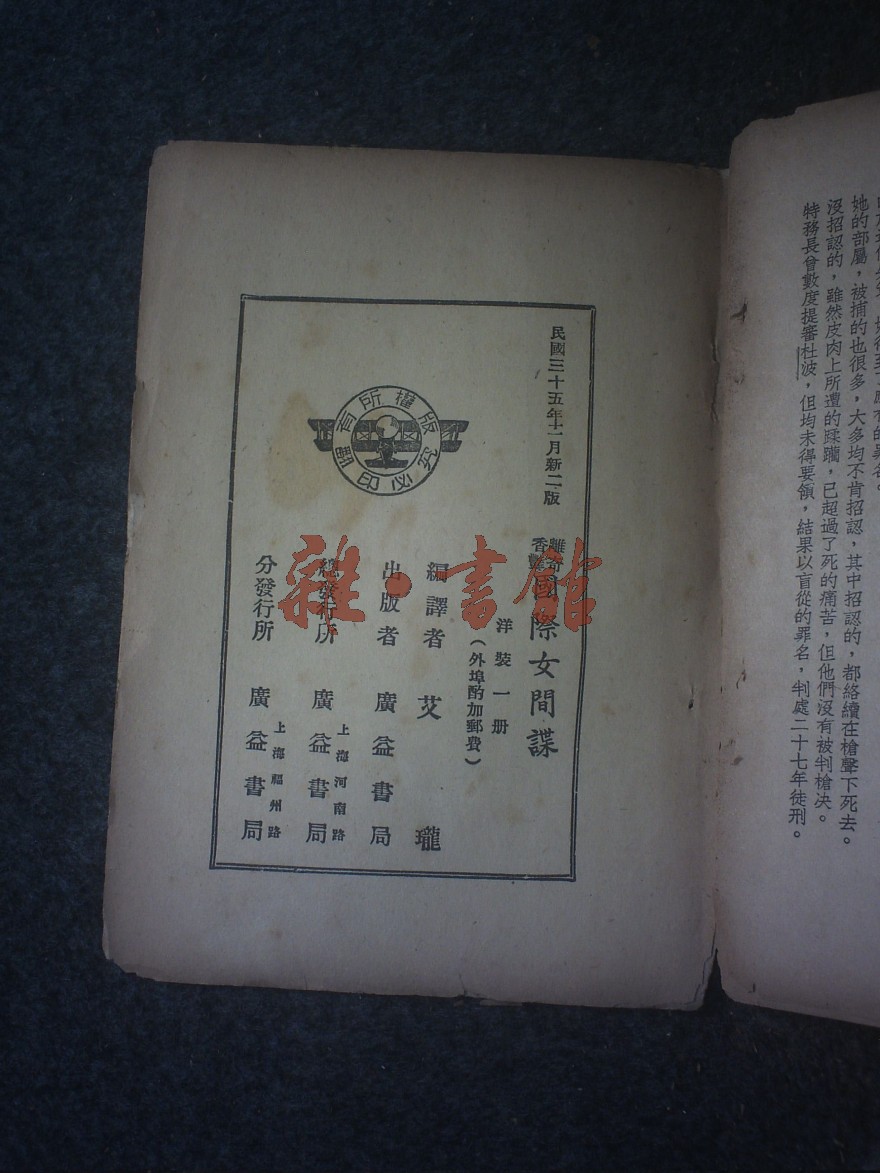 她的部屬,被捕的也很多,大多均不肯招認,其中招認的,都絡續在槍聲下死去。
沒招認的,雖然皮肉上所遭的蹂躪,已超過了死的痛苦,但他們沒有被判槍決。
特務長曾數度提審杜波,但均未得要領,結果以盲從的罪名,判處二十七年徒刑。
民國三十五年十一月新二版
離奇
香艷
國際女間諜
洋裝一册
(外埠酌加郵費)
編譯者 艾瓏
出版者 廣益書局
上海河南路
總發行所 廣益書局
上海福州路
分發行所 廣益書局
版權所有
翻印必究
雜·書館